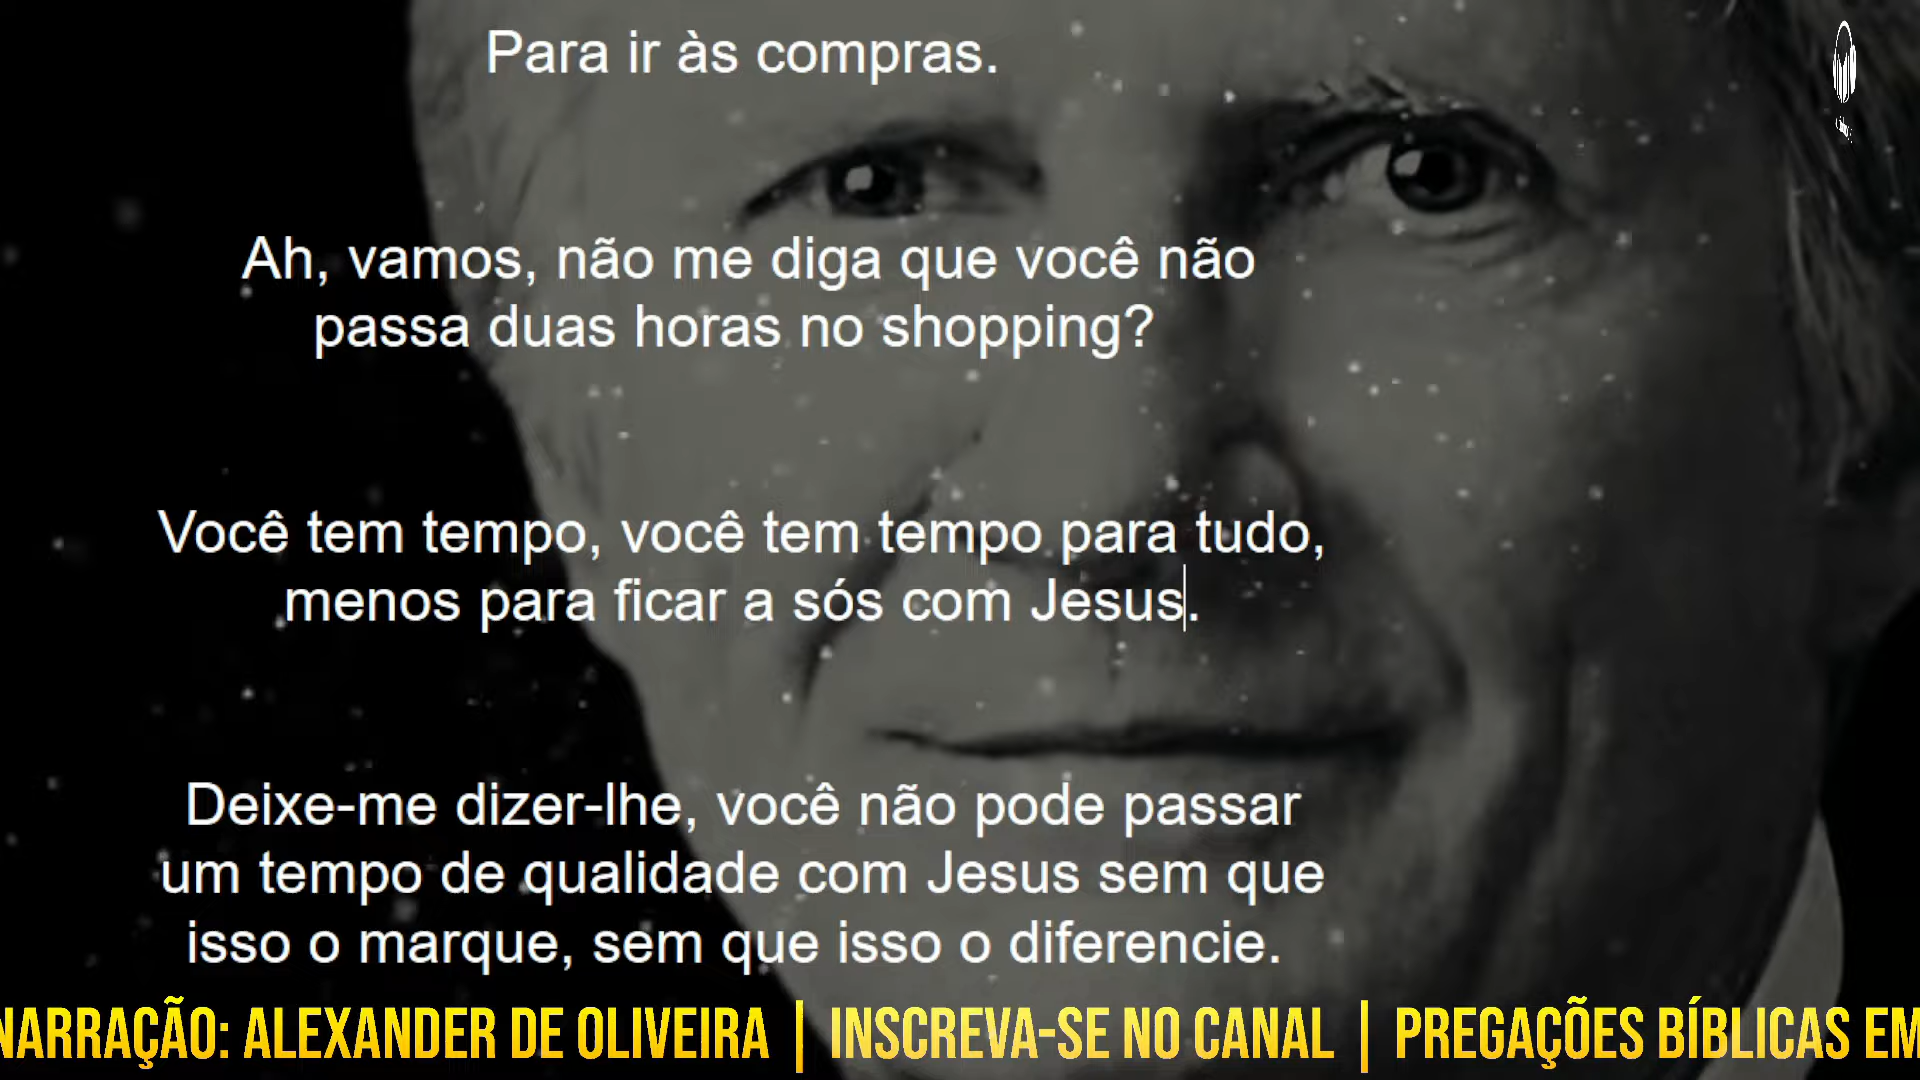 Para ir às compras.
Ah, vamos, não me diga que você não
passa duas horas no shopping?
Você tem tempo, você tem tempo para tudo,
menos para ficar a sós com Jesus.
Deixe-me dizer-lhe, você não pode passar
um tempo de qualidade com Jesus sem que
isso o marque, sem que isso o diferencie.
NARRAÇÃO: ALEXANDER DE OLIVEIRA | INSCREVA-SE NO CANAL | PREGAÇÕES BÍBLICAS EM